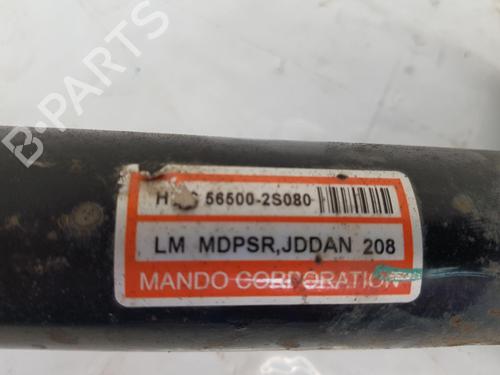 B-PARTS
56500-2S080
LM MDPSR,JDDAN 208
MANDO CORPORATION